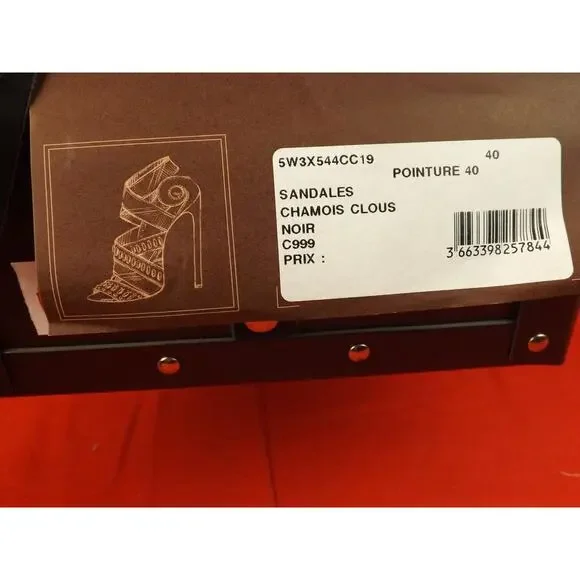 5W3X544CC19 40
POINTURE 40
SANDALES
CHAMOIS CLOUS
NOIR
C999
PRIX :
3 663398 257844